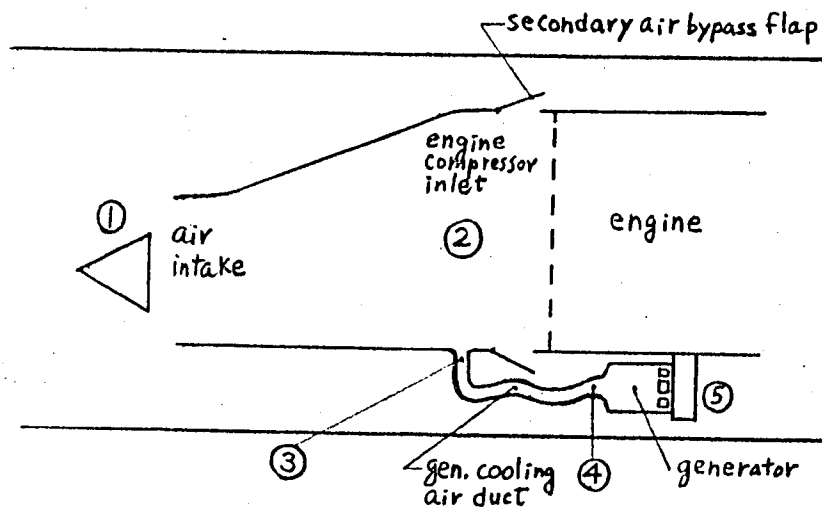 secondary air bypass flap
engine
compressor
inlet
①
air
intake
②
engine
③
gen. cooling
air duct
④
generator
⑤